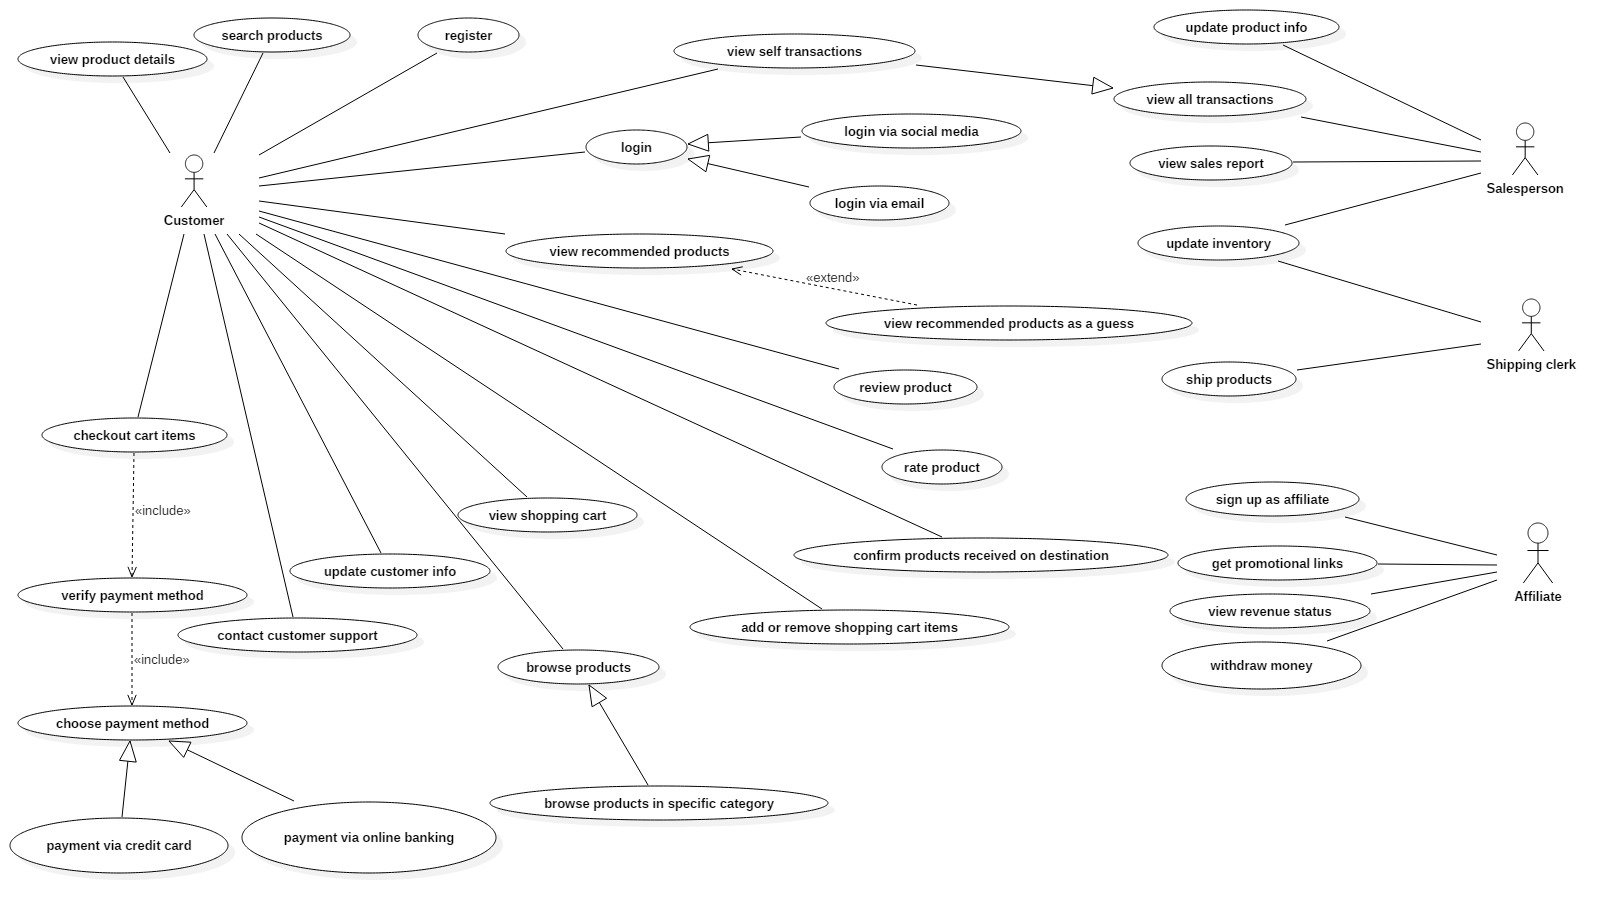 view product details
search products
register
view self transactions
update product info
view all transactions
login
login via social media
view sales report
Salesperson
login via email
Customer
view recommended products
update inventory
«extend»
view recommended products as a guess
Shipping clerk
review product
ship products
checkout cart items
rate product
«include»
view shopping cart
sign up as affiliate
update customer info
confirm products received on destination
get promotional links
Affiliate
verify payment method
view revenue status
contact customer support
add or remove shopping cart items
«include»
browse products
withdraw money
choose payment method
browse products in specific category
payment via credit card
payment via online banking